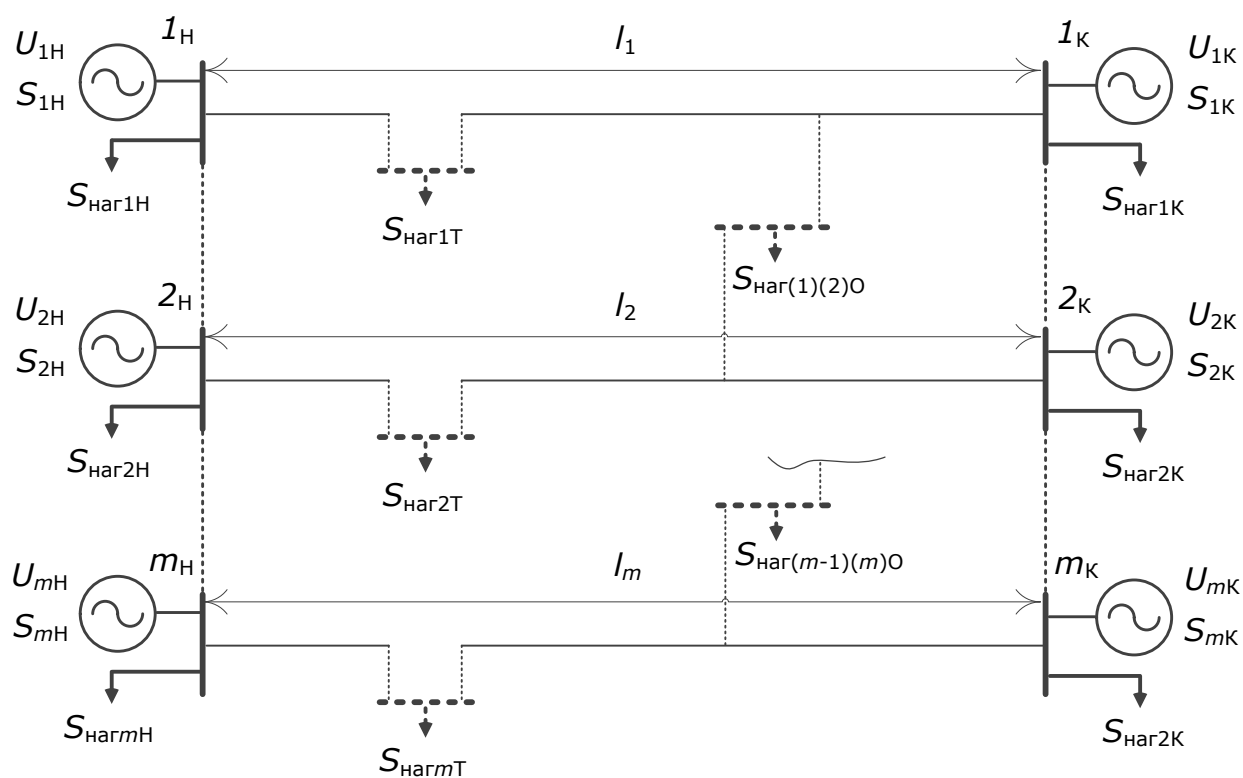 1н
l1
1к
U1Н
S1Н
U1К
S1К
Sнаг1Н
Sнаг1Т
Sнаг1К
Sнаг(1)(2)О
2н
l2
2к
U2Н
S2Н
U2К
S2К
Sнаг2Н
Sнаг2Т
Sнаг2К
Sнаг(m-1)(m)О
mн
lm
mк
UmН
SmН
UmК
SmК
SнагmН
SнагmТ
Sнаг2К